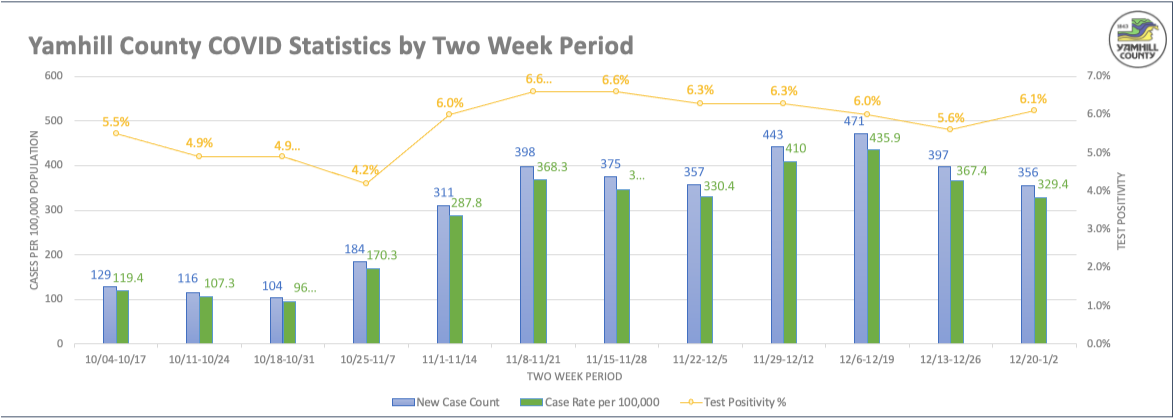 Yamhill County COVID Statistics by Two Week Period
1843
YAMHILL
COUNTY
600
500
400
300
200
100
0
CASES PER 100,000 POPULATION
7.0%
6.0%
5.0%
4.0%
3.0%
2.0%
1.0%
0.0%
TEST POSITIVITY
5.5% 4.9% 4.9... 4.2% 6.0% 6.6... 6.6% 6.3% 6.3% 6.0% 5.6% 6.1%
129 116 104 184 311 398 375 357 443 471 397 356
119.4 107.3 96... 170.3 287.8 368.3 3... 330.4 410 435.9 367.4 329.4
10/04-10/17 10/11-10/24 10/18-10/31 10/25-11/7 11/1-11/14 11/8-11/21 11/15-11/28 11/22-12/5 11/29-12/12 12/6-12/19 12/13-12/26 12/20-1/2
TWO WEEK PERIOD
New Case Count Case Rate per 100,000 Test Positivity %